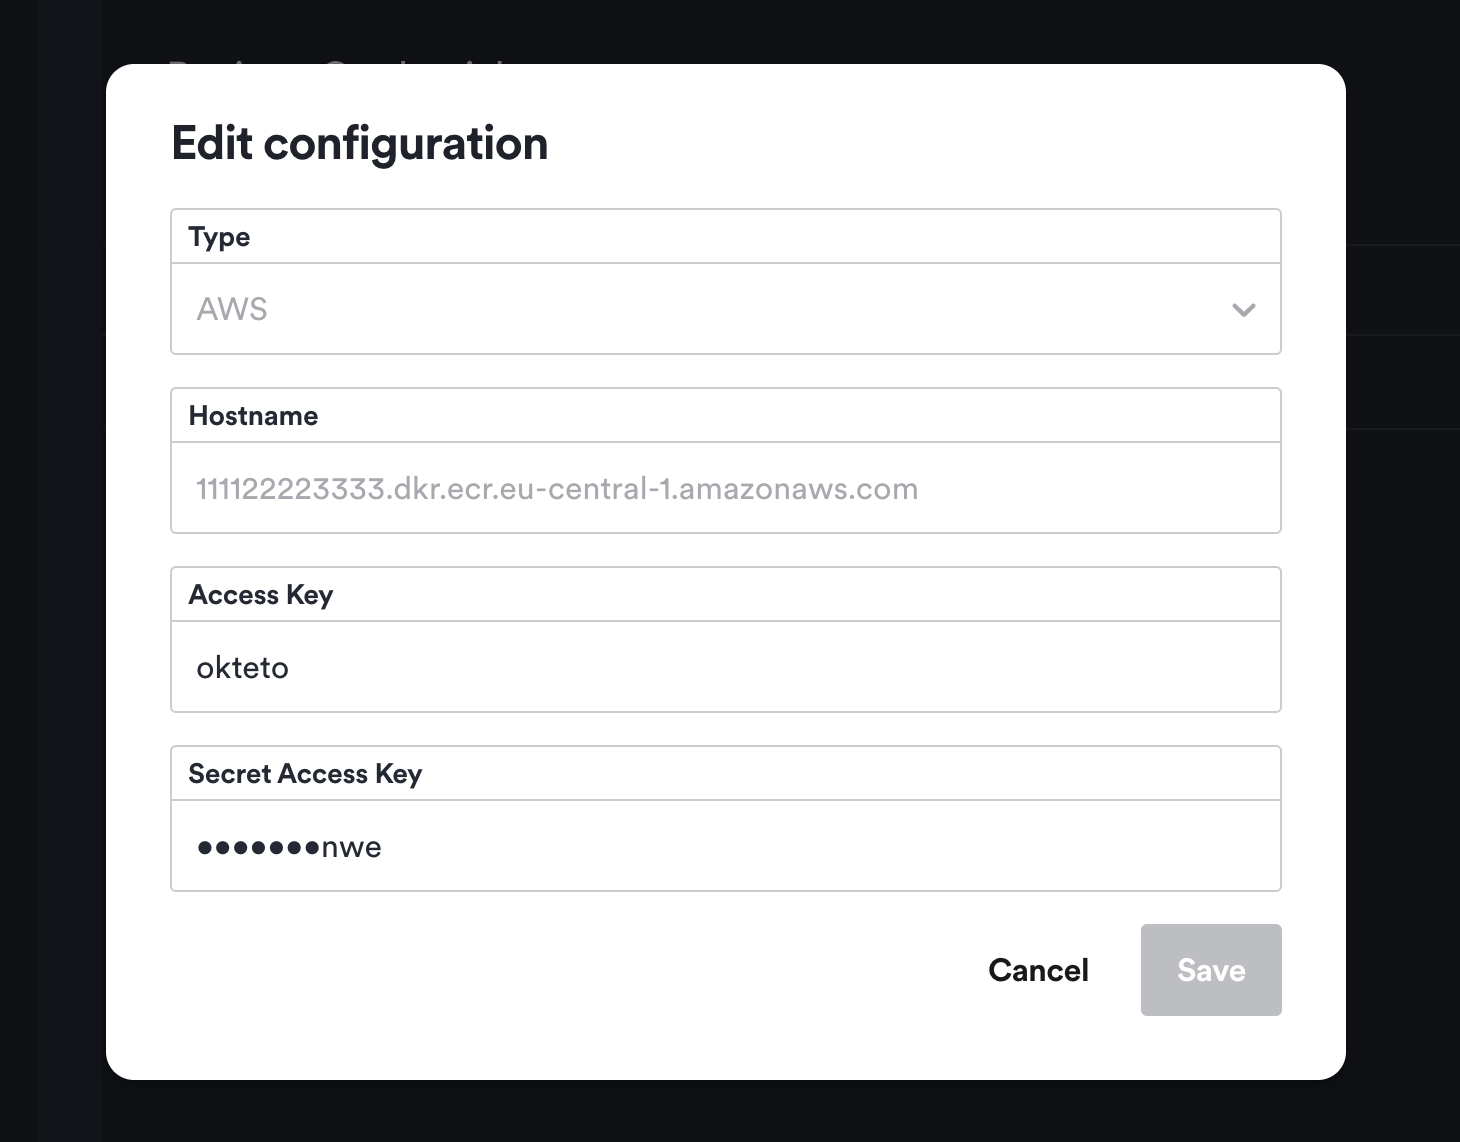 Edit configuration
Type
AWS
Hostname
111122223333.dkr.ecr.eu-central-1.amazonaws.com
Access Key
okteto
Secret Access Key
●●●●●●●nwe
Cancel
Save